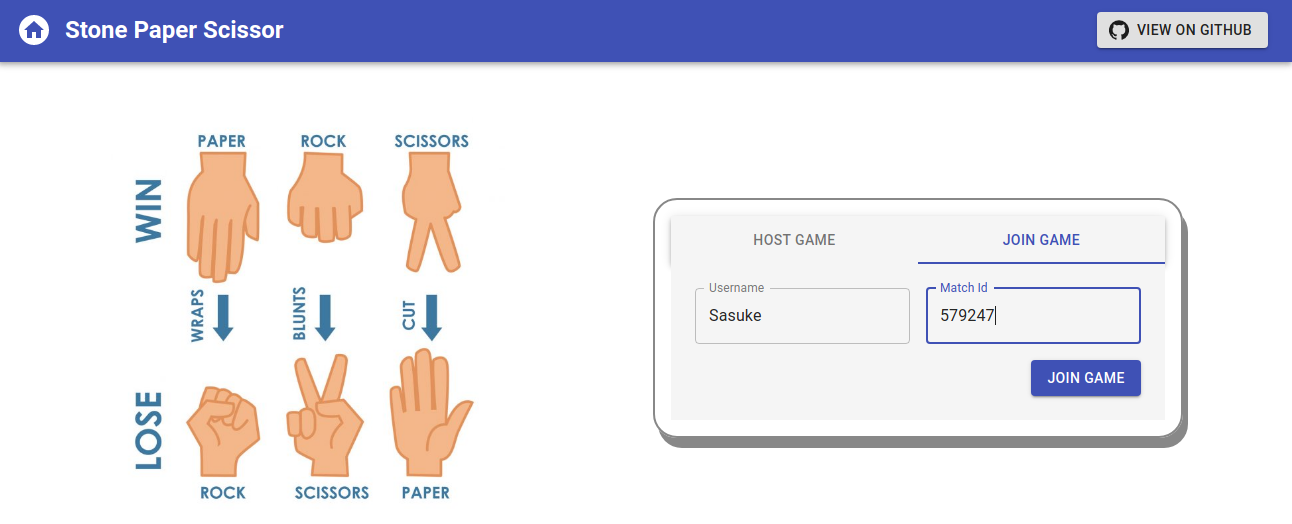 Stone Paper Scissor
VIEW ON GITHUB
PAPER
ROCK
SCISSORS
WIN
WRAPS
BLUNTS
CUT
LOSE
ROCK
SCISSORS
PAPER
HOST GAME
JOIN GAME
Username
Match Id
Sasuke
579247
JOIN GAME